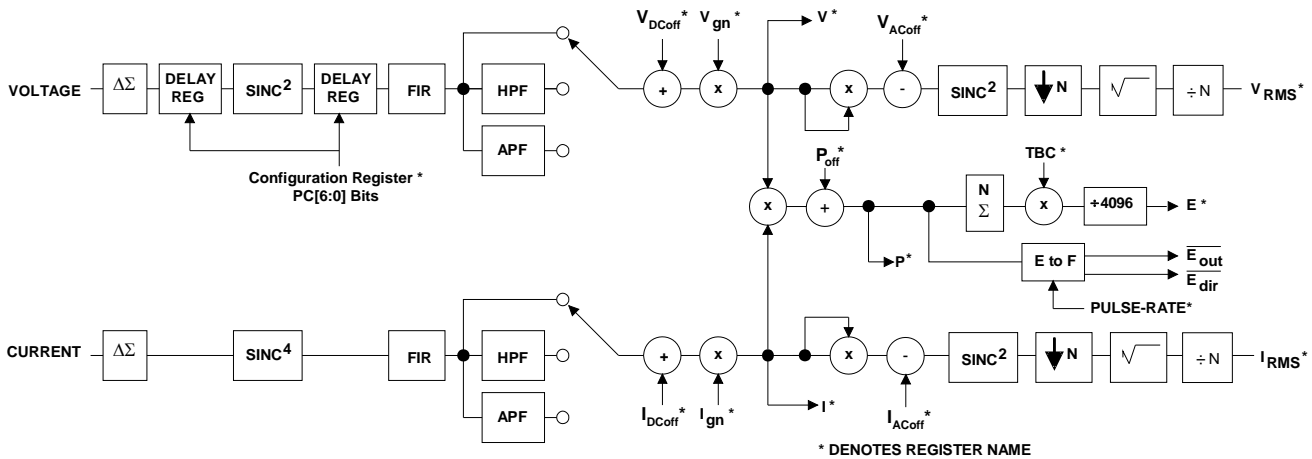 V_DCoff* V_gn* V* V_ACoff*
VOLTAGE ΔΣ DELAY REG SINC² DELAY REG FIR HPF APF + x x - SINC² ↓N √ ÷N V_RMS*
Configuration Register *
PC[6:0] Bits
P_off* TBC *
x + N Σ x ÷4096 E*
P* E to F E_out
E_dir
PULSE-RATE*
CURRENT ΔΣ SINC⁴ FIR HPF APF + x x - SINC² ↓N √ ÷N I_RMS*
I_DCoff* I_gn* I* I_ACoff*
* DENOTES REGISTER NAME